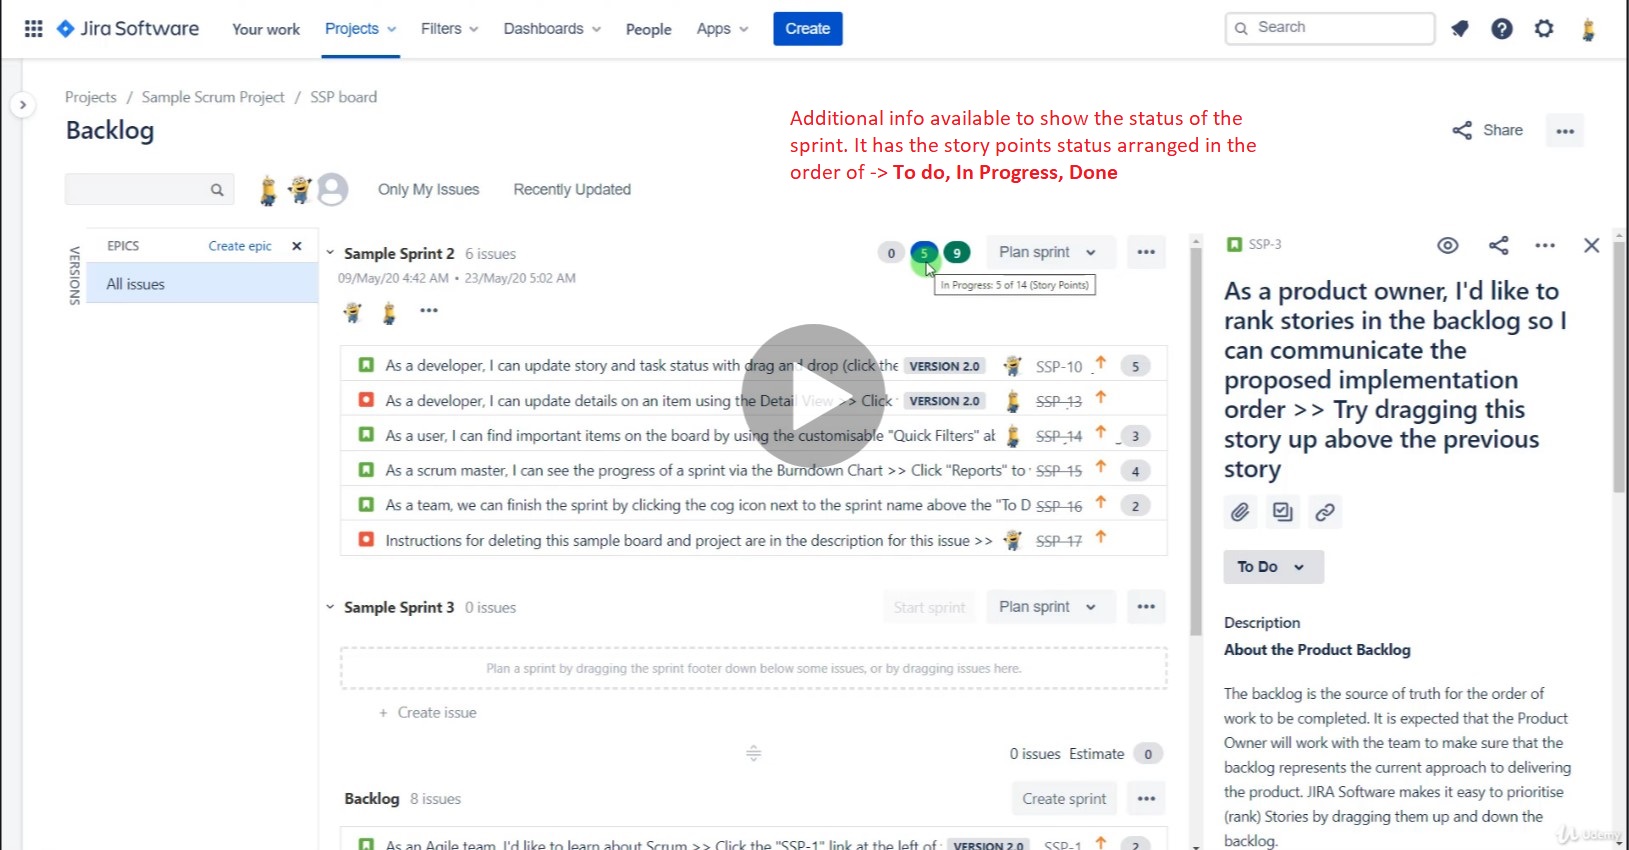 Jira Software Your work Projects Filters Dashboards People Apps Create Search
Projects / Sample Scrum Project / SSP board
Backlog
Additional info available to show the status of the
sprint. It has the story points status arranged in the
order of -> To do, In Progress, Done
Share
Only My Issues Recently Updated
VERSIONS
EPICS Create epic
All issues
Sample Sprint 2 6 issues 0 5 9 Plan sprint
09/May/20 4:42 AM • 23/May/20 5:02 AM
In Progress: 5 of 14 (Story Points)
As a developer, I can update story and task status with drag and drop (click the VERSION 2.0 SSP-10 5
As a developer, I can update details on an item using the Detail View >> Click VERSION 2.0 SSP-13
As a user, I can find important items on the board by using the customisable "Quick Filters" ab SSP-14 3
As a scrum master, I can see the progress of a sprint via the Burndown Chart >> Click "Reports" to SSP-15 4
As a team, we can finish the sprint by clicking the cog icon next to the sprint name above the "To D SSP-16 2
Instructions for deleting this sample board and project are in the description for this issue >> SSP-17
Sample Sprint 3 0 issues Start sprint Plan sprint
Plan a sprint by dragging the sprint footer down below some issues, or by dragging issues here.
+ Create issue
0 issues Estimate 0
Backlog 8 issues Create sprint
As an Agile team, I'd like to learn about Scrum >> Click the "SSP-1" link at the left of VERSION 2.0 SSP-1 2
SSP-3
As a product owner, I'd like to
rank stories in the backlog so I
can communicate the
proposed implementation
order >> Try dragging this
story up above the previous
story
To Do
Description
About the Product Backlog
The backlog is the source of truth for the order of
work to be completed. It is expected that the Product
Owner will work with the team to make sure that the
backlog represents the current approach to delivering
the product. JIRA Software makes it easy to prioritise
(rank) Stories by dragging them up and down the
backlog.
Udemy